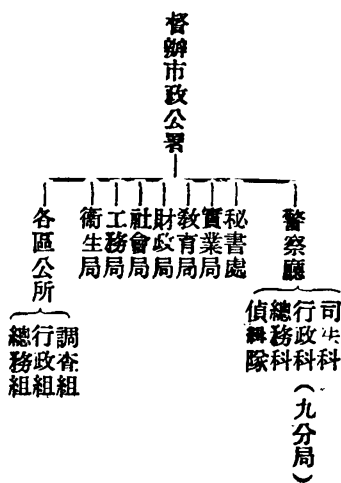 督辦市政公署
警察廳
司法科
行政科(九分局)
總務科
偵緝隊
秘書處
實業局
教育局
財政局
社會局
工務局
衞生局
各區公所
調查組
行政組
總務組